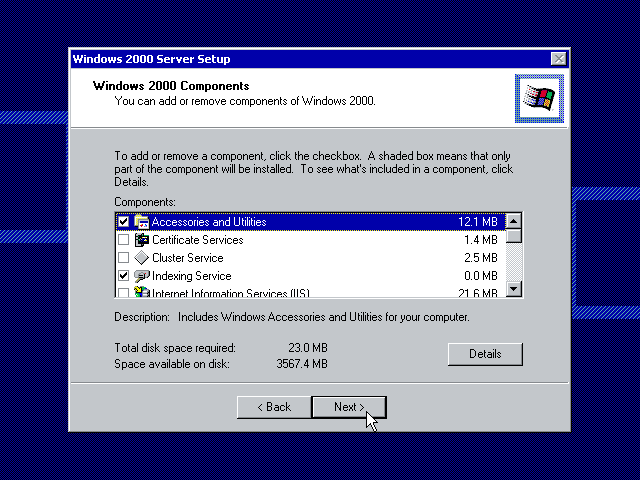 Windows 2000 Server Setup
Windows 2000 Components
You can add or remove components of Windows 2000.
To add or remove a component, click the checkbox. A shaded box means that only
part of the component will be installed. To see what's included in a component, click
Details.
Components:
Accessories and Utilities 12.1 MB
Certificate Services 1.4 MB
Cluster Service 2.5 MB
Indexing Service 0.0 MB
Internet Information Services (IIS) 21.6 MB
Description: Includes Windows Accessories and Utilities for your computer.
Total disk space required: 23.0 MB
Space available on disk: 3567.4 MB
Details
< Back
Next >